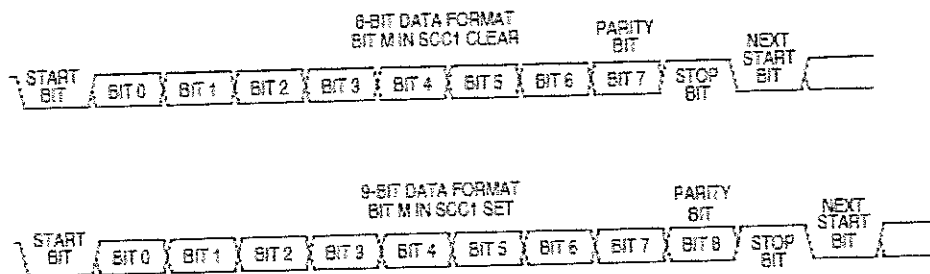 8-BIT DATA FORMAT
BIT M IN SCC1 CLEAR
PARITY
BIT
NEXT
START
BIT
START
BIT
BIT 0
BIT 1
BIT 2
BIT 3
BIT 4
BIT 5
BIT 6
BIT 7
STOP
BIT
9-BIT DATA FORMAT
BIT M IN SCC1 SET
PARITY
BIT
NEXT
START
BIT
START
BIT
BIT 0
BIT 1
BIT 2
BIT 3
BIT 4
BIT 5
BIT 6
BIT 7
BIT 8
STOP
BIT